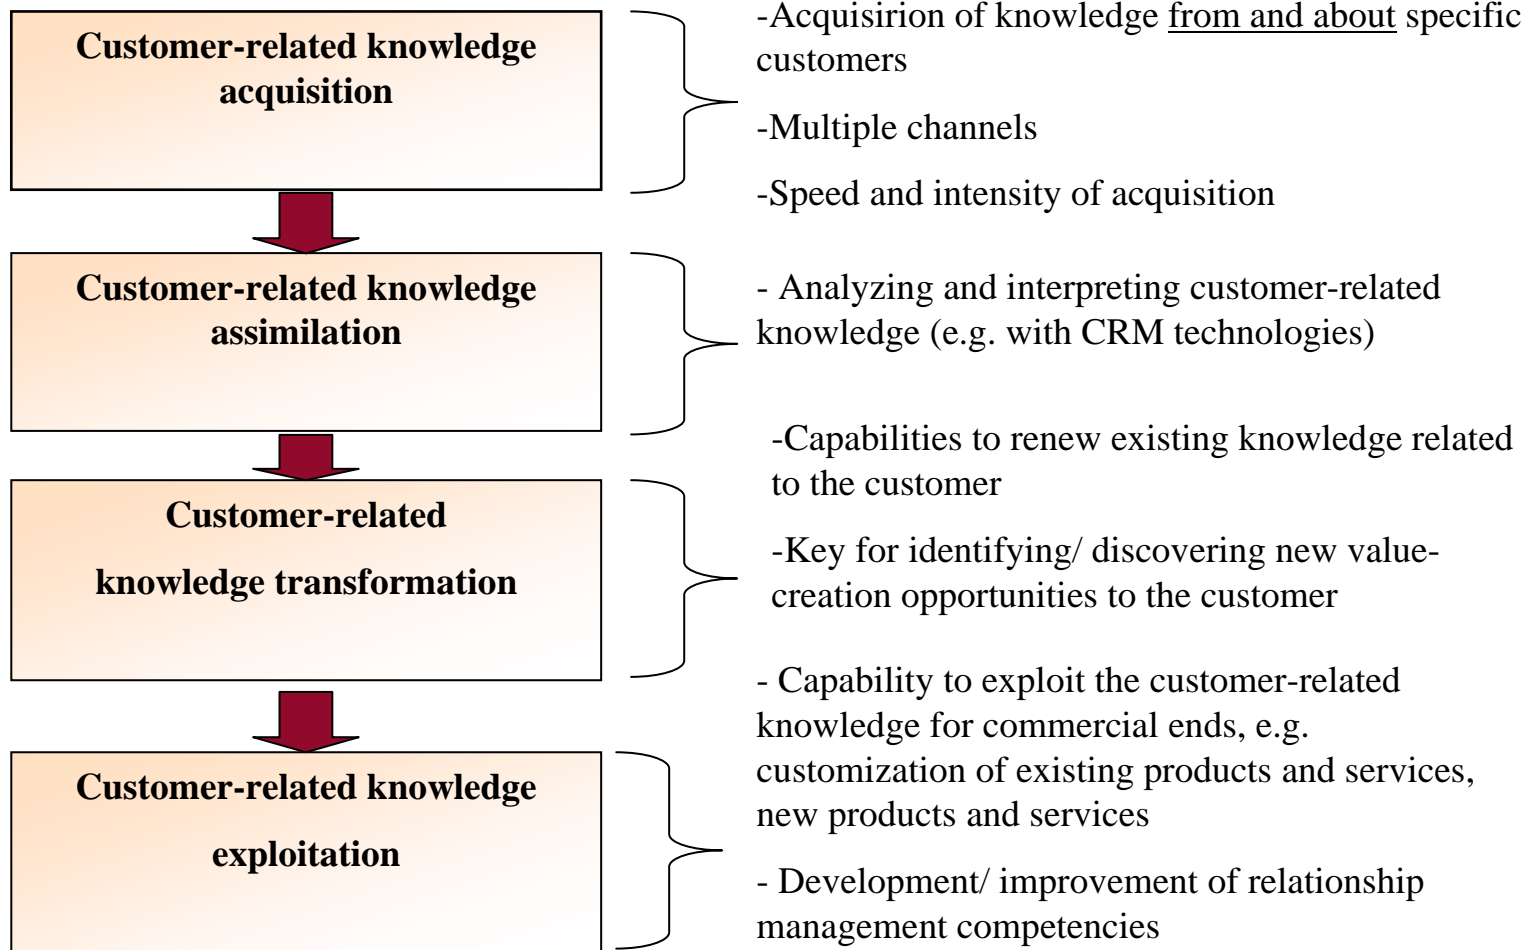 Customer-related knowledge
acquisition
-Acquisirion of knowledge from and about specific
customers
-Multiple channels
-Speed and intensity of acquisition
Customer-related knowledge
assimilation
- Analyzing and interpreting customer-related
knowledge (e.g. with CRM technologies)
Customer-related
knowledge transformation
-Capabilities to renew existing knowledge related
to the customer
-Key for identifying/ discovering new value-
creation opportunities to the customer
Customer-related knowledge
exploitation
- Capability to exploit the customer-related
knowledge for commercial ends, e.g.
customization of existing products and services,
new products and services
- Development/ improvement of relationship
management competencies